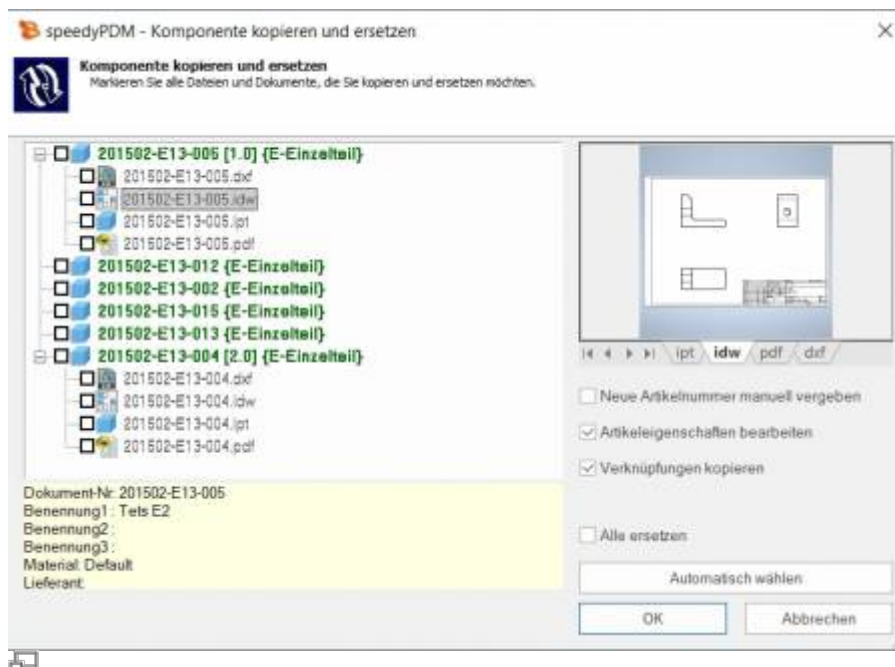 speedyPDM - Komponente kopieren und ersetzen
Komponente kopieren und ersetzen
Markieren Sie alle Dateien und Dokumente, die Sie kopieren und ersetzen möchten.
201502-E13-005 [1.0] {E-Einzelteil}
201502-E13-005.dxf
201502-E13-005.idw
201502-E13-005.ipt
201502-E13-005.pdf
201502-E13-012 {E-Einzelteil}
201502-E13-002 {E-Einzelteil}
201502-E13-015 {E-Einzelteil}
201502-E13-013 {E-Einzelteil}
201502-E13-004 [2.0] {E-Einzelteil}
201502-E13-004.dxf
201502-E13-004.idw
201502-E13-004.ipt
201502-E13-004.pdf
Dokument-Nr: 201502-E13-005
Benennung1 : Tets E2
Benennung2 :
Benennung3 :
Material: Default
Lieferant:
ipt idw pdf dxf
Neue Artikelnummer manuell vergeben
Artikeleigenschaften bearbeiten
Verknüpfungen kopieren
Alle ersetzen
Automatisch wählen
OK Abbrechen